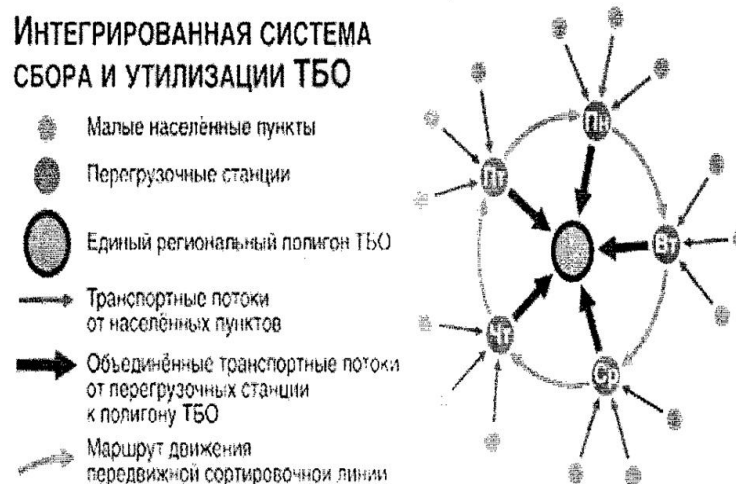 ИНТЕГРИРОВАННАЯ СИСТЕМА
СБОРА И УТИЛИЗАЦИИ ТБО
Малые населённые пункты
Перегрузочные станции
Единый региональный полигон ТБО
Транспортные потоки
от населённых пунктов
Объединённые транспортные потоки
от перегрузочных станции
к полигону ТБО
Маршрут движения
передвижной сортировочной линии
Пн
Вт
Ср
Чт
Пт